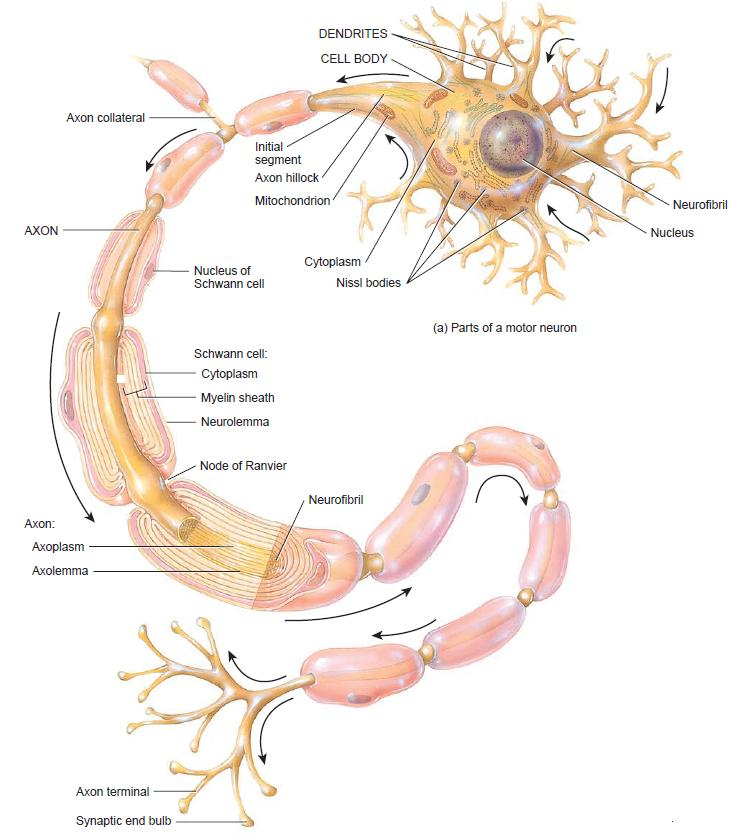 DENDRITES
CELL BODY
Axon collateral
Initial
segment
Axon hillock
Mitochondrion
Neurofibril
Nucleus
AXON
Cytoplasm
Nucleus of
Schwann cell
Nissl bodies
(a) Parts of a motor neuron
Schwann cell:
Cytoplasm
Myelin sheath
Neurolemma
Node of Ranvier
Neurofibril
Axon:
Axoplasm
Axolemma
Axon terminal
Synaptic end bulb